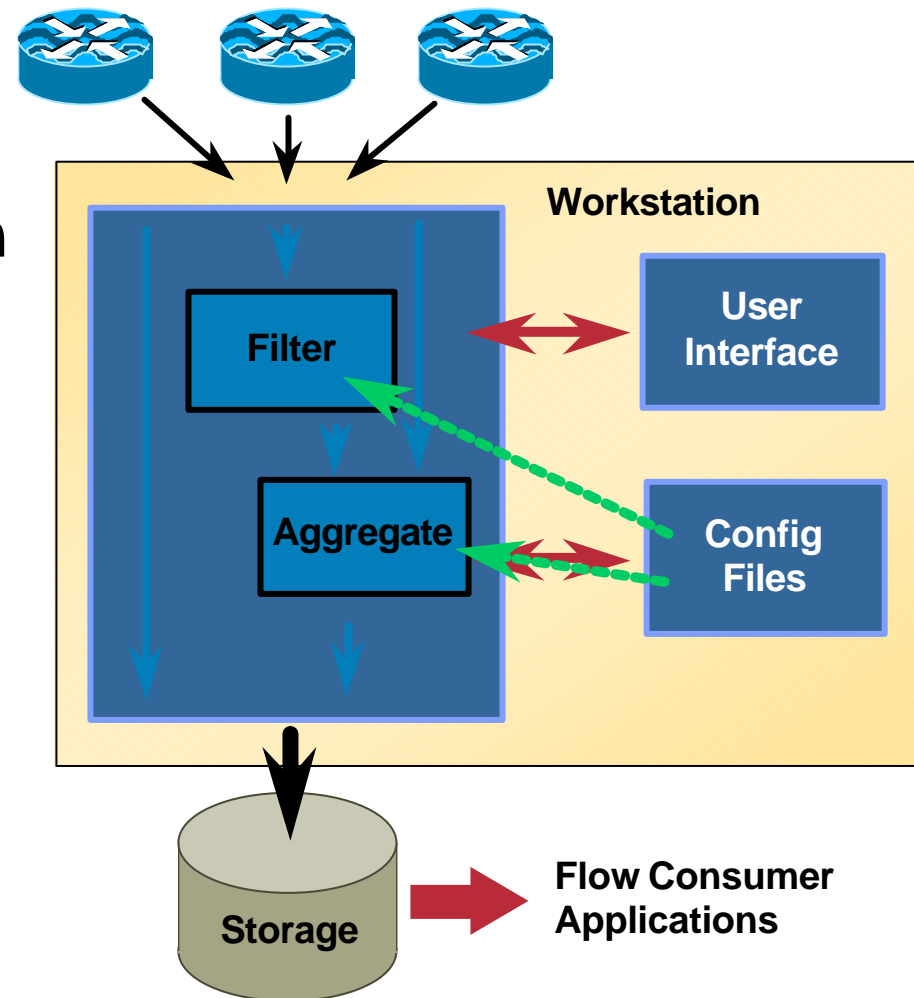 Workstation
User
Interface
Filter
Aggregate
Config
Files
Storage
Flow Consumer
Applications